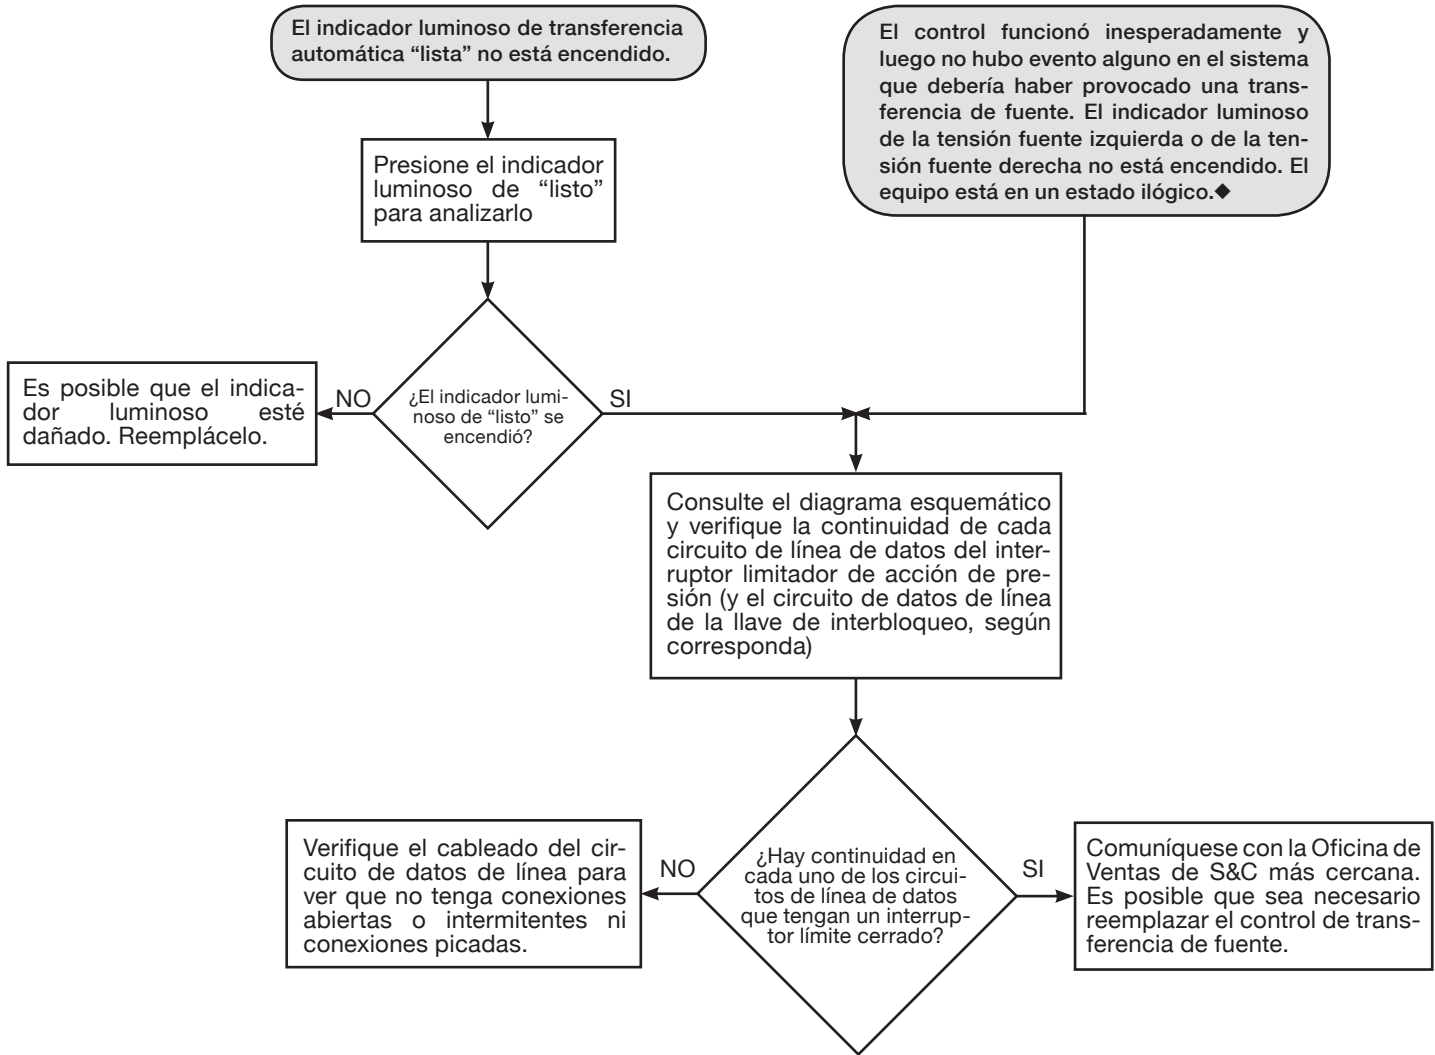 El indicador luminoso de transferencia
automática “lista” no está encendido.
El control funcionó inesperadamente y
luego no hubo evento alguno en el sistema
que debería haber provocado una trans-
ferencia de fuente. El indicador luminoso
de la tensión fuente izquierda o de la ten-
sión fuente derecha no está encendido. El
equipo está en un estado ilógico.◆
Presione el indicador
luminoso de “listo”
para analizarlo
Es posible que el indica-
dor luminoso esté
dañado. Reemplácelo.
NO
¿El indicador lumi-
noso de “listo” se
encendió?
SI
Consulte el diagrama esquemático
y verifique la continuidad de cada
circuito de línea de datos del inter-
ruptor limitador de acción de pre-
sión (y el circuito de datos de línea
de la llave de interbloqueo, según
corresponda)
Verifique el cableado del cir-
cuito de datos de línea para
ver que no tenga conexiones
abiertas o intermitentes ni
conexiones picadas.
NO
¿Hay continuidad en
cada uno de los circui-
tos de línea de datos
que tengan un interrup-
tor límite cerrado?
SI
Comuníquese con la Oficina de
Ventas de S&C más cercana.
Es posible que sea necesario
reemplazar el control de trans-
ferencia de fuente.